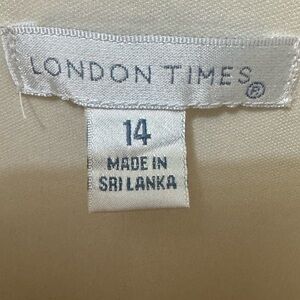 LONDON TIMES®
14
MADE IN
SRI LANKA